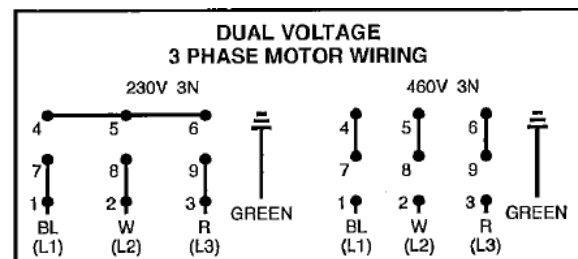 DUAL VOLTAGE
3 PHASE MOTOR WIRING
230V 3N 460V 3N
4 5 6 4 5 6
7 8 9 7 8 9
1 2 3 GREEN 1 2 3 GREEN
BL W R BL W R
(L1) (L2) (L3) (L1) (L2) (L3)